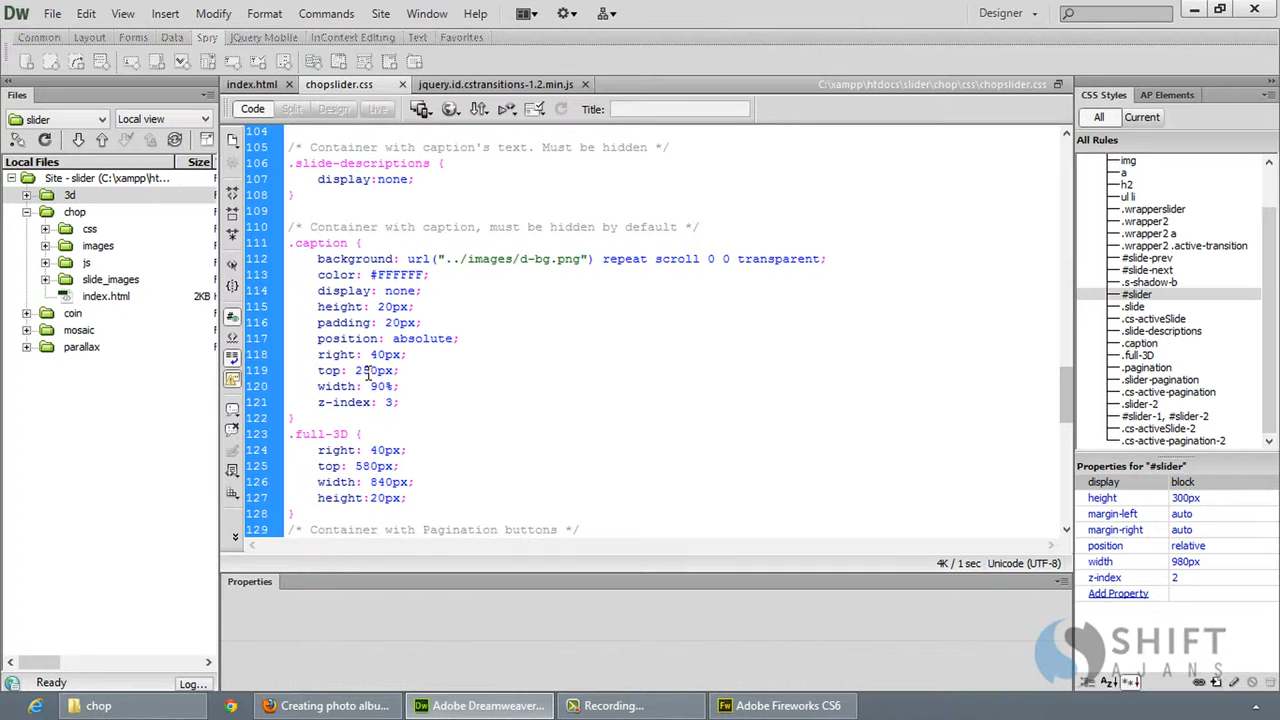 Dw File Edit View Insert Modify Format Commands Site Window Help Designer
Common Layout Forms Data Spry jQuery Mobile InContext Editing Text Favorites
Files
slider Local view
Local Files Size
Site - slider (C:\xampp\ht...
3d
chop
css
images
js
slide_images
index.html 2KB
coin
mosaic
parallax
Ready Log...
index.html chopslider.css jquery.id.cstransitions-1.2.min.js C:\xampp\htdocs\slider\chop\css\chopslider.css
Code Split Design Live Title:
104
105 /* Container with caption's text. Must be hidden */
106 .slide-descriptions {
107 display:none;
108 }
109
110 /* Container with caption, must be hidden by default */
111 .caption {
112 background: url("../images/d-bg.png") repeat scroll 0 0 transparent;
113 color: #FFFFFF;
114 display: none;
115 height: 20px;
116 padding: 20px;
117 position: absolute;
118 right: 40px;
119 top:
120 width: 90%;
121 z-index: 3;
122 }
123 .full-3D {
124 right: 40px;
125 top: 580px;
126 width: 840px;
127 height:20px;
128 }
129 /* Container with Pagination buttons */
4K / 1 sec Unicode (UTF-8)
Properties
CSS Styles AP Elements
All Current
All Rules
img
a
h2
ul li
.wrapperslider
.wrapper2
.wrapper2 a
.wrapper2 .active-transition
#slide-prev
#slide-next
.s-shadow-b
#slider
.slide
.cs-activeSlide
.slide-descriptions
.caption
.full-3D
.pagination
.slider-pagination
.cs-active-pagination
.slider-2
#slider-1, #slider-2
.cs-activeSlide-2
.cs-active-pagination-2
Properties for "#slider"
display block
height 300px
margin-left auto
margin-right auto
position relative
width 980px
z-index 2
Add Property
SHIFT
AJANS
chop Creating photo album... Adobe Dreamweaver... Recording... Adobe Fireworks CS6